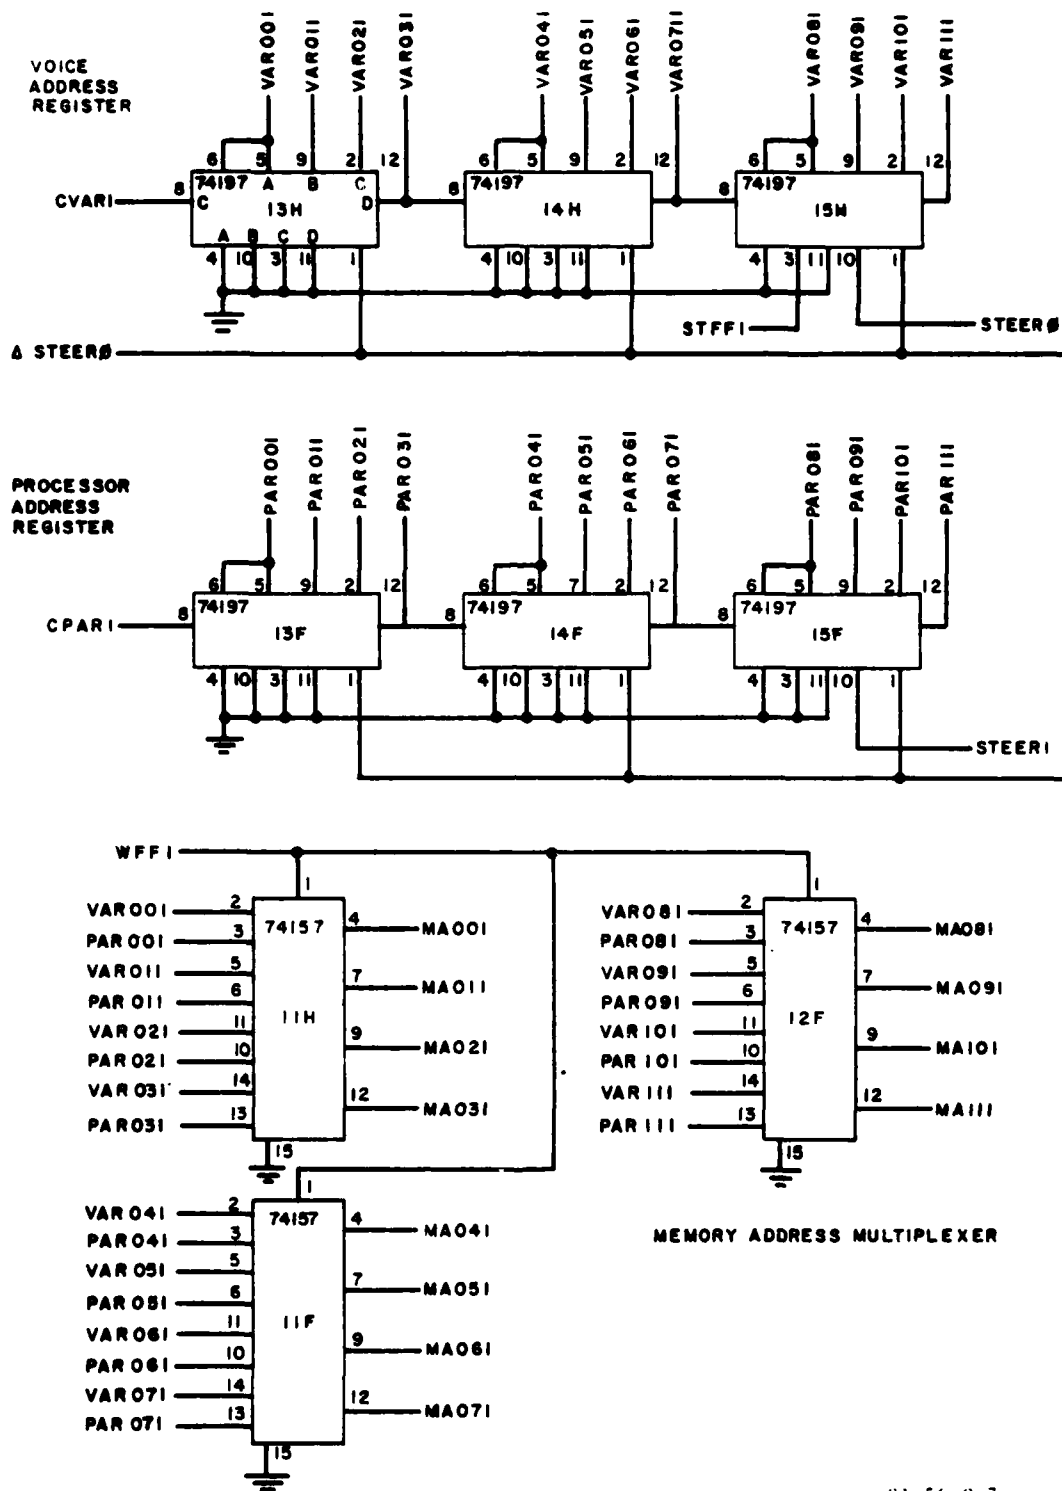 VOICE
ADDRESS
REGISTER
VAR001 VAR011 VAR021 VAR031 VAR041 VAR051 VAR061 VAR071 VAR081 VAR091 VAR101 VAR111
6 5 9 2 12 6 5 9 2 12 6 5 9 2 12
CVAR1 8 74197 A B C 8 74197 8 74197
C 13H D 14H 15H
A B C D
4 10 3 11 1 4 10 3 11 1 4 3 11 10 1
STFF1 STEERØ
Δ STEERØ
PROCESSOR
ADDRESS
REGISTER
PAR001 PAR011 PAR021 PAR031 PAR041 PAR051 PAR061 PAR071 PAR081 PAR091 PAR101 PAR111
6 5 9 2 12 6 5 7 2 12 6 5 9 2 12
CPAR1 8 74197 8 74197 8 74197
13F 14F 15F
4 10 3 11 1 4 10 3 11 1 4 3 11 10 1
STEER1
WFF1
1
VAR001 2 74157 4 MA001
PAR001 3
VAR011 5 7 MA011
PAR011 6
11H
VAR021 11 9 MA021
PAR021 10
VAR031 14 12 MA031
PAR031 13
15
1
VAR081 2 74157 4 MA081
PAR081 3
VAR091 5 7 MA091
PAR091 6
12F
VAR101 11 9 MA101
PAR101 10
VAR111 14 12 MA111
PAR111 13
15
1
VAR041 2 74157 4 MA041
PAR041 3
VAR051 5 7 MA051
PAR051 6
11F
VAR061 11 9 MA061
PAR061 10
VAR071 14 12 MA071
PAR071 13
15
MEMORY ADDRESS MULTIPLEXER